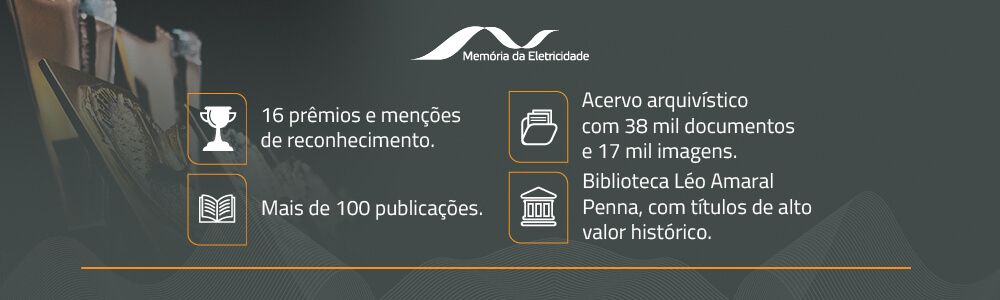 Memória da Eletricidade
16 prêmios e menções
de reconhecimento.
Mais de 100 publicações.
Acervo arquivístico
com 38 mil documentos
e 17 mil imagens.
Biblioteca Léo Amaral
Penna, com títulos de alto
valor histórico.